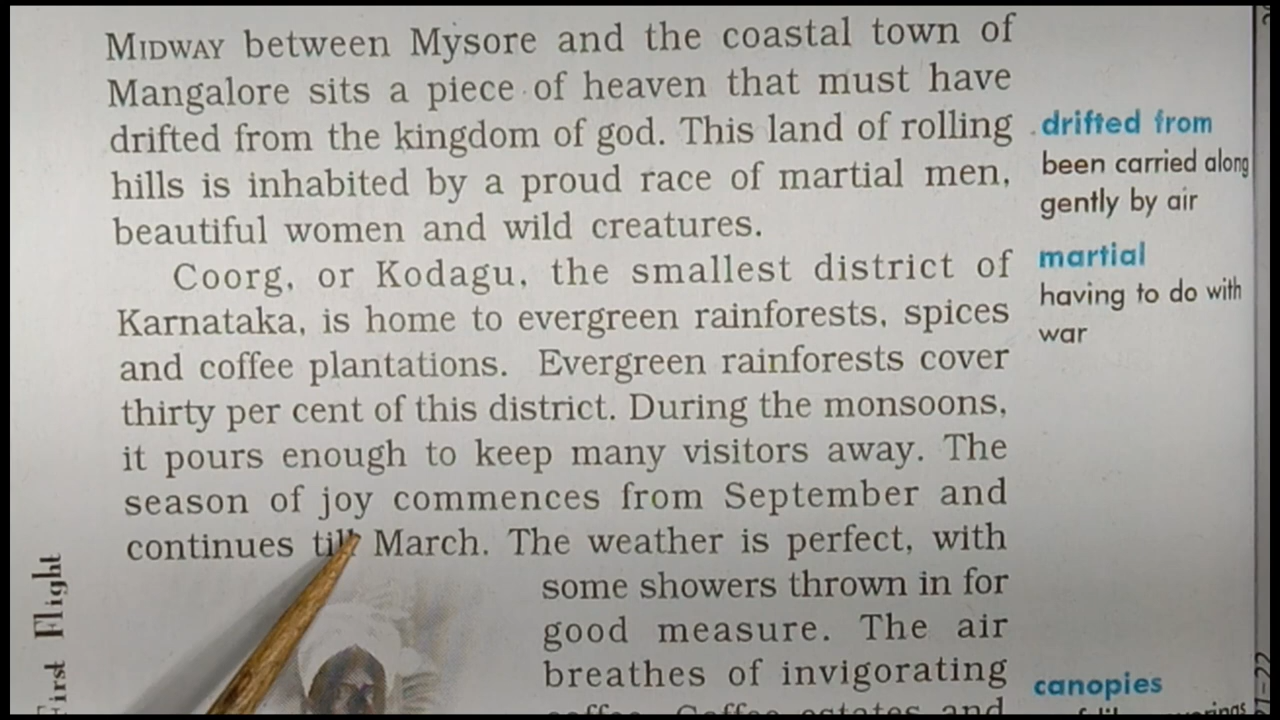 MIDWAY between Mysore and the coastal town of
Mangalore sits a piece of heaven that must have
drifted from the kingdom of god. This land of rolling
hills is inhabited by a proud race of martial men,
beautiful women and wild creatures.
Coorg, or Kodagu, the smallest district of
Karnataka, is home to evergreen rainforests, spices
and coffee plantations. Evergreen rainforests cover
thirty per cent of this district. During the monsoons,
it pours enough to keep many visitors away. The
season of joy commences from September and
continues till March. The weather is perfect, with
some showers thrown in for
good measure. The air
breathes of invigorating
coffee. Coffee estates and
drifted from
been carried along
gently by air
martial
having to do with
war
canopies
First Flight